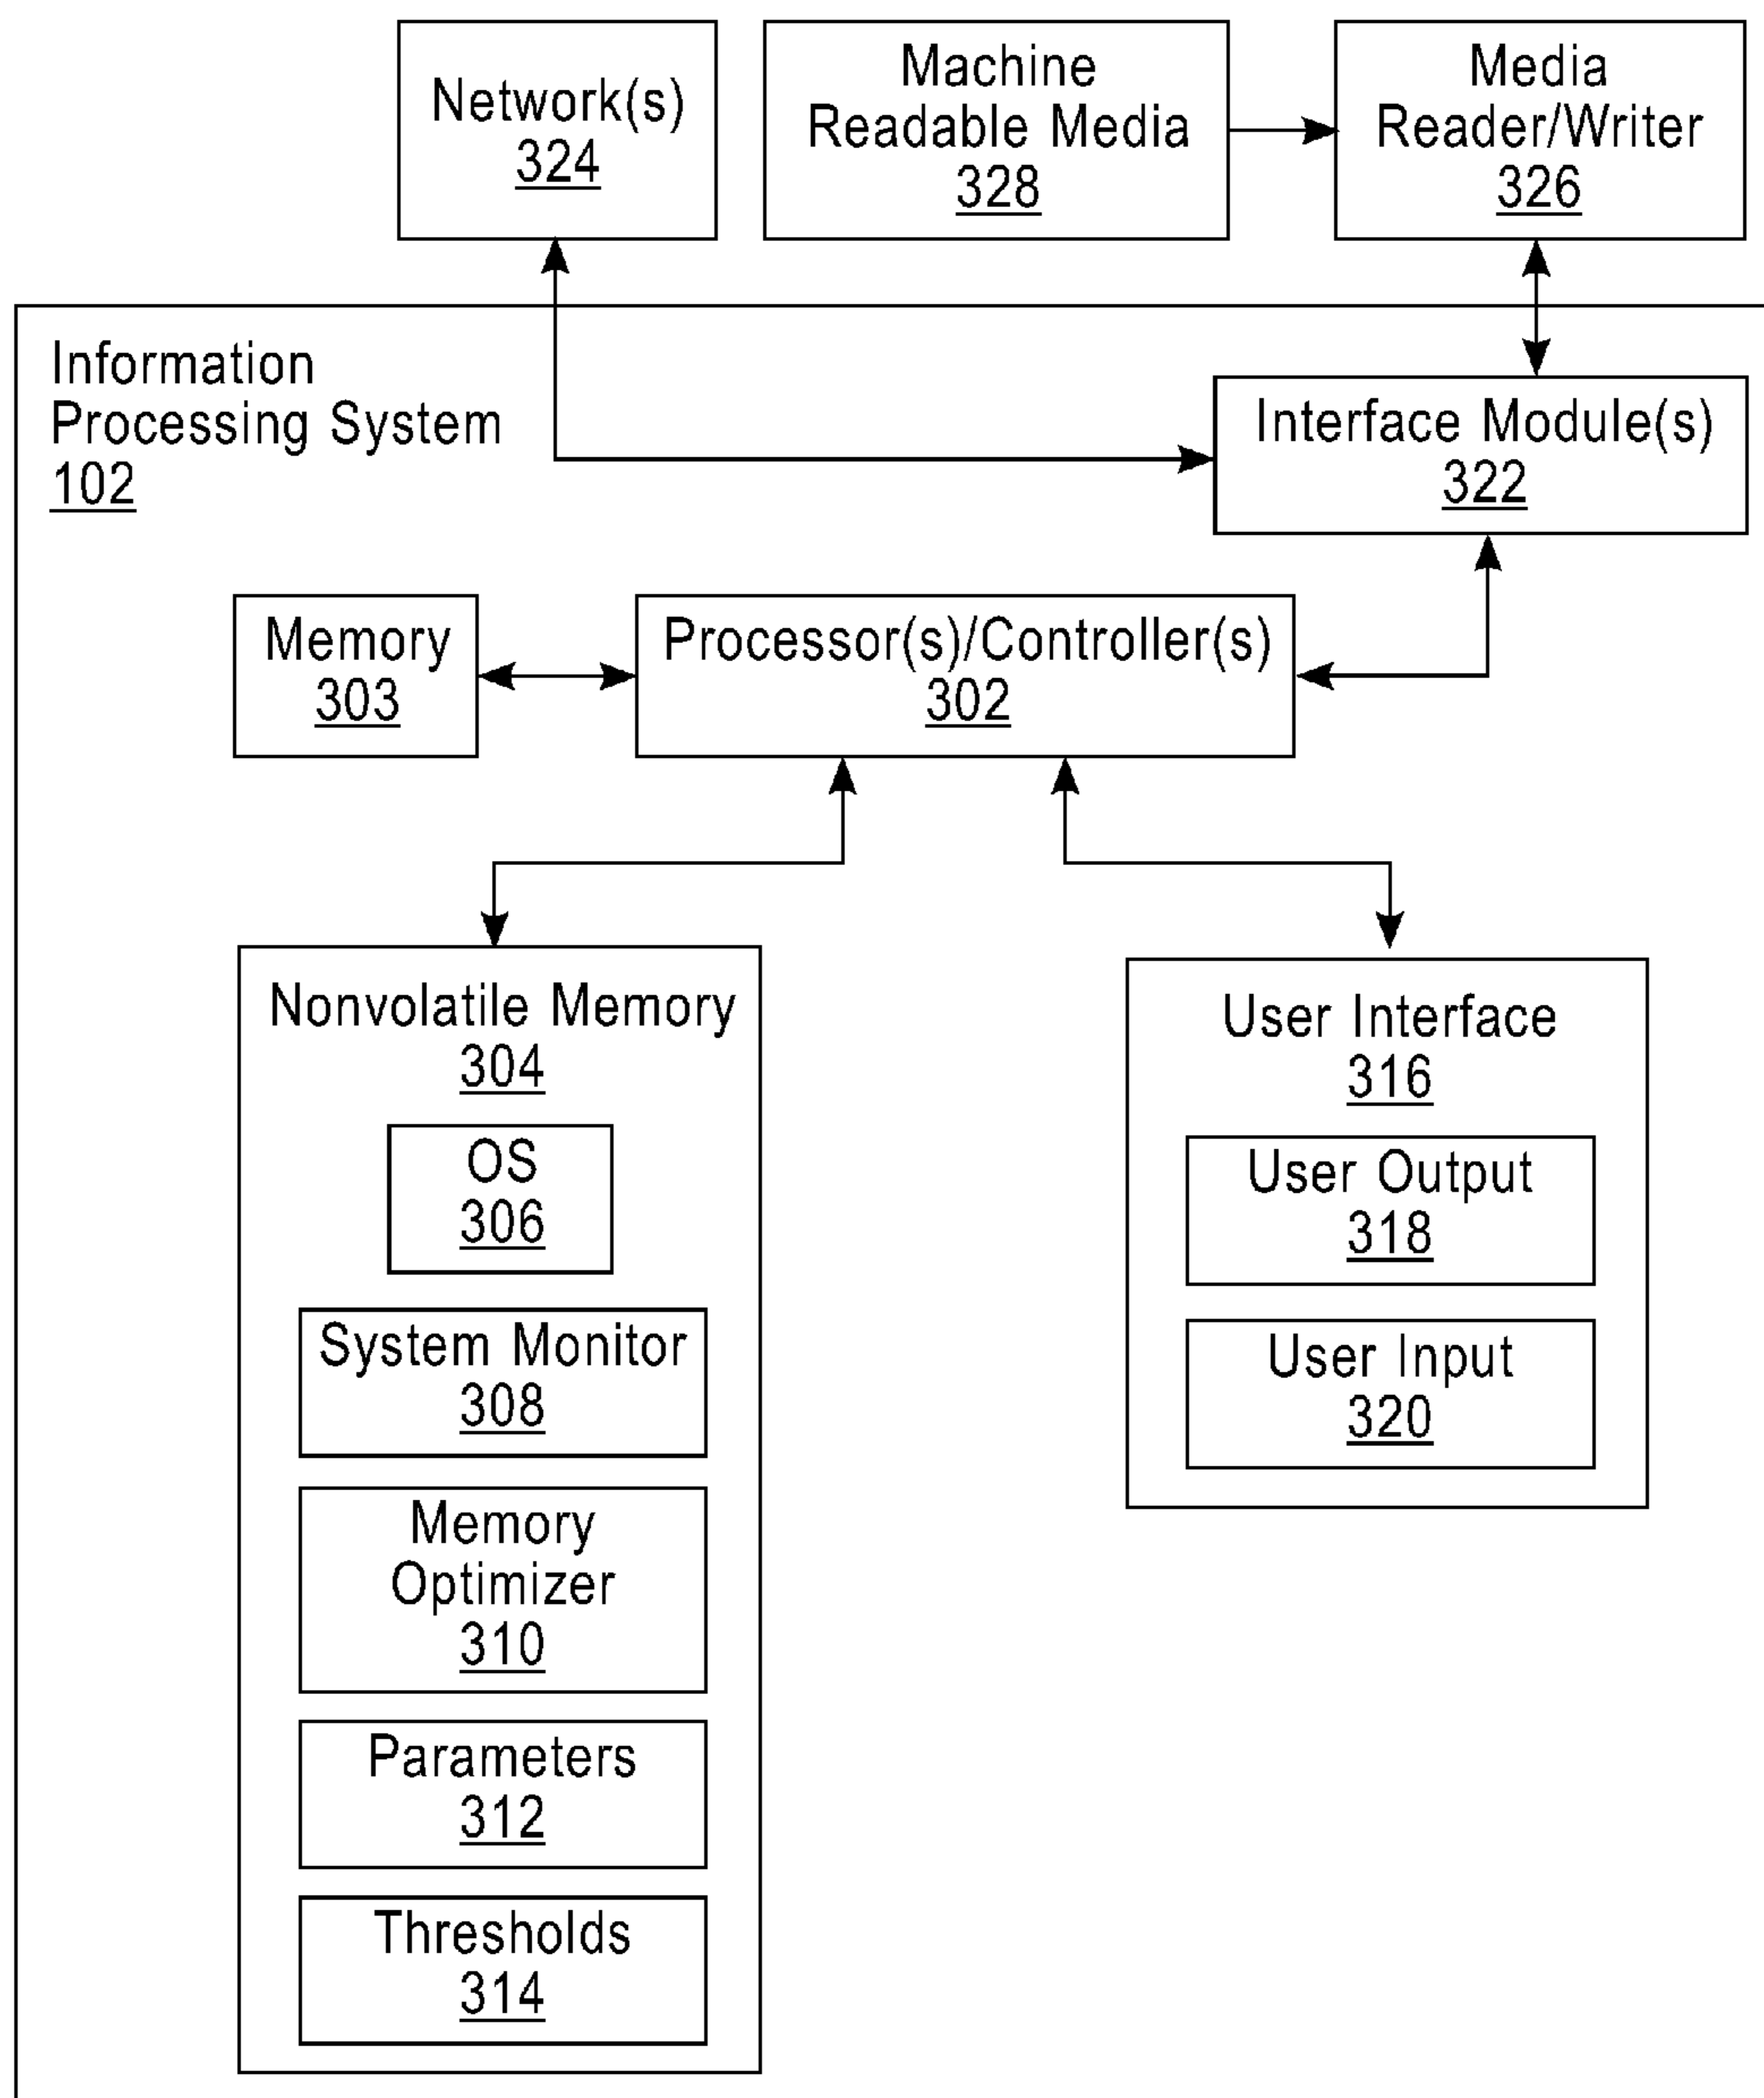 Network(s)
324
Machine
Readable Media
328
Media
Reader/Writer
326
Information
Processing System
102
Interface Module(s)
322
Memory
303
Processor(s)/Controller(s)
302
Nonvolatile Memory
304
OS
306
System Monitor
308
Memory
Optimizer
310
Parameters
312
Thresholds
314
User Interface
316
User Output
318
User Input
320